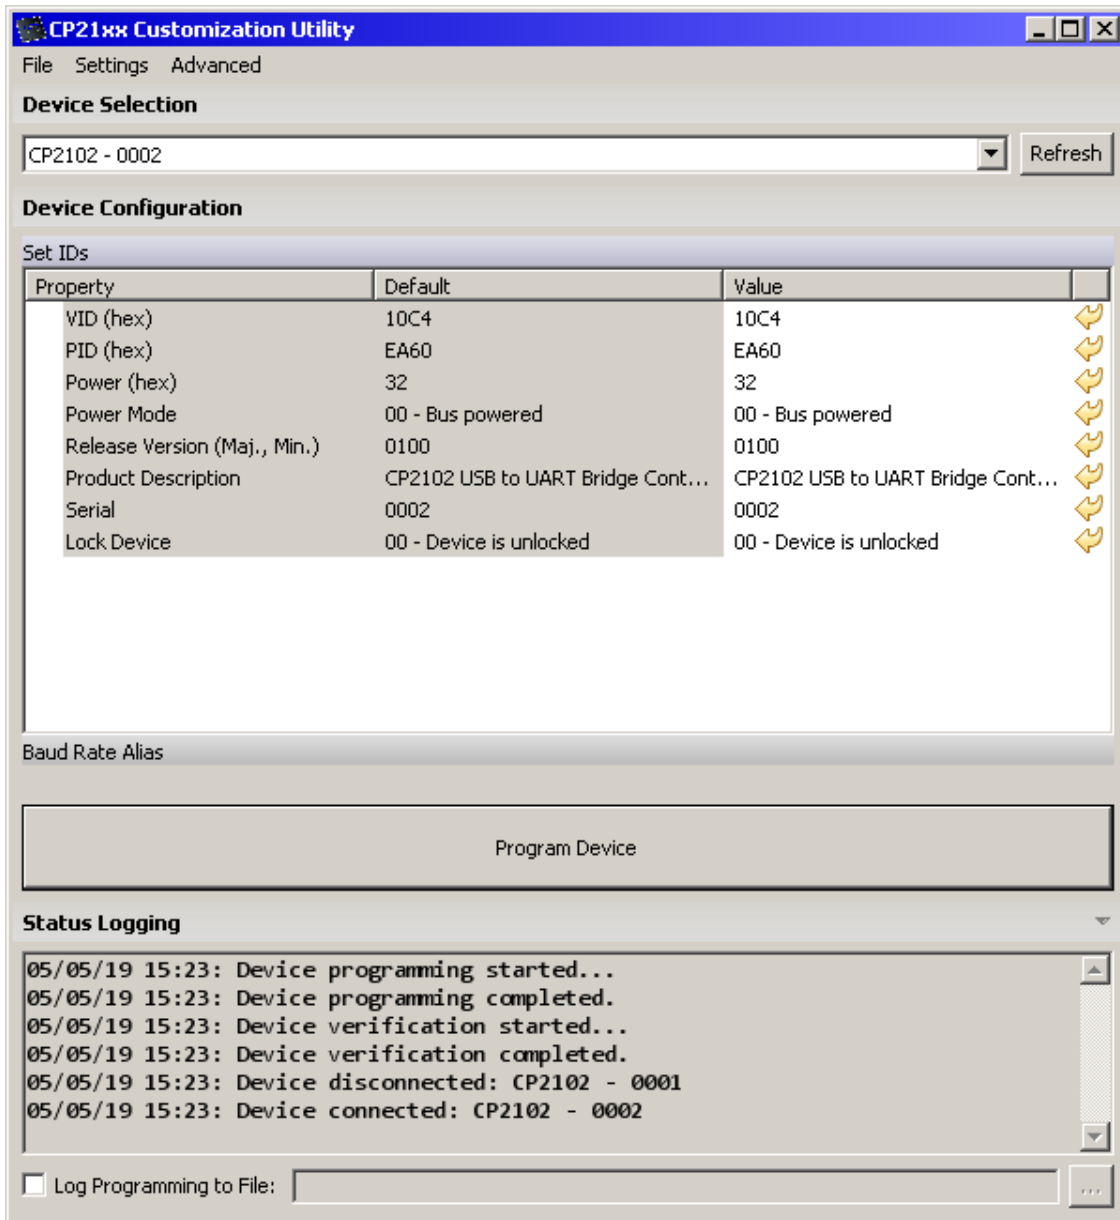 CP21xx Customization Utility
File Settings Advanced
Device Selection
CP2102 - 0002
Refresh
Device Configuration
Set IDs
Property Default Value
VID (hex) 10C4 10C4
PID (hex) EA60 EA60
Power (hex) 32 32
Power Mode 00 - Bus powered 00 - Bus powered
Release Version (Maj., Min.) 0100 0100
Product Description CP2102 USB to UART Bridge Cont... CP2102 USB to UART Bridge Cont...
Serial 0002 0002
Lock Device 00 - Device is unlocked 00 - Device is unlocked
Baud Rate Alias
Program Device
Status Logging
05/05/19 15:23: Device programming started...
05/05/19 15:23: Device programming completed.
05/05/19 15:23: Device verification started...
05/05/19 15:23: Device verification completed.
05/05/19 15:23: Device disconnected: CP2102 - 0001
05/05/19 15:23: Device connected: CP2102 - 0002
Log Programming to File:
...